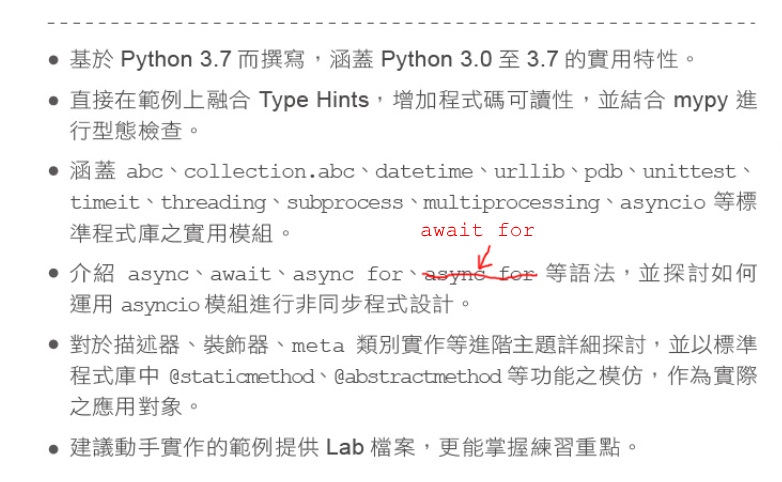 ● 基於 Python 3.7 而撰寫，涵蓋 Python 3.0 至 3.7 的實用特性。
● 直接在範例上融合 Type Hints，增加程式碼可讀性，並結合 mypy 進
行型態檢查。
● 涵蓋 abc、collection.abc、datetime、urllib、pdb、unittest、
timeit、threading、subprocess、multiprocessing、asyncio 等標
準程式庫之實用模組。
await for
● 介紹 async、await、async for、async for 等語法，並探討如何
運用 asyncio 模組進行非同步程式設計。
● 對於描述器、裝飾器、meta 類別實作等進階主題詳細探討，並以標準
程式庫中 @staticmethod、@abstractmethod 等功能之模仿，作為實際
之應用對象。
● 建議動手實作的範例提供 Lab 檔案，更能掌握練習重點。